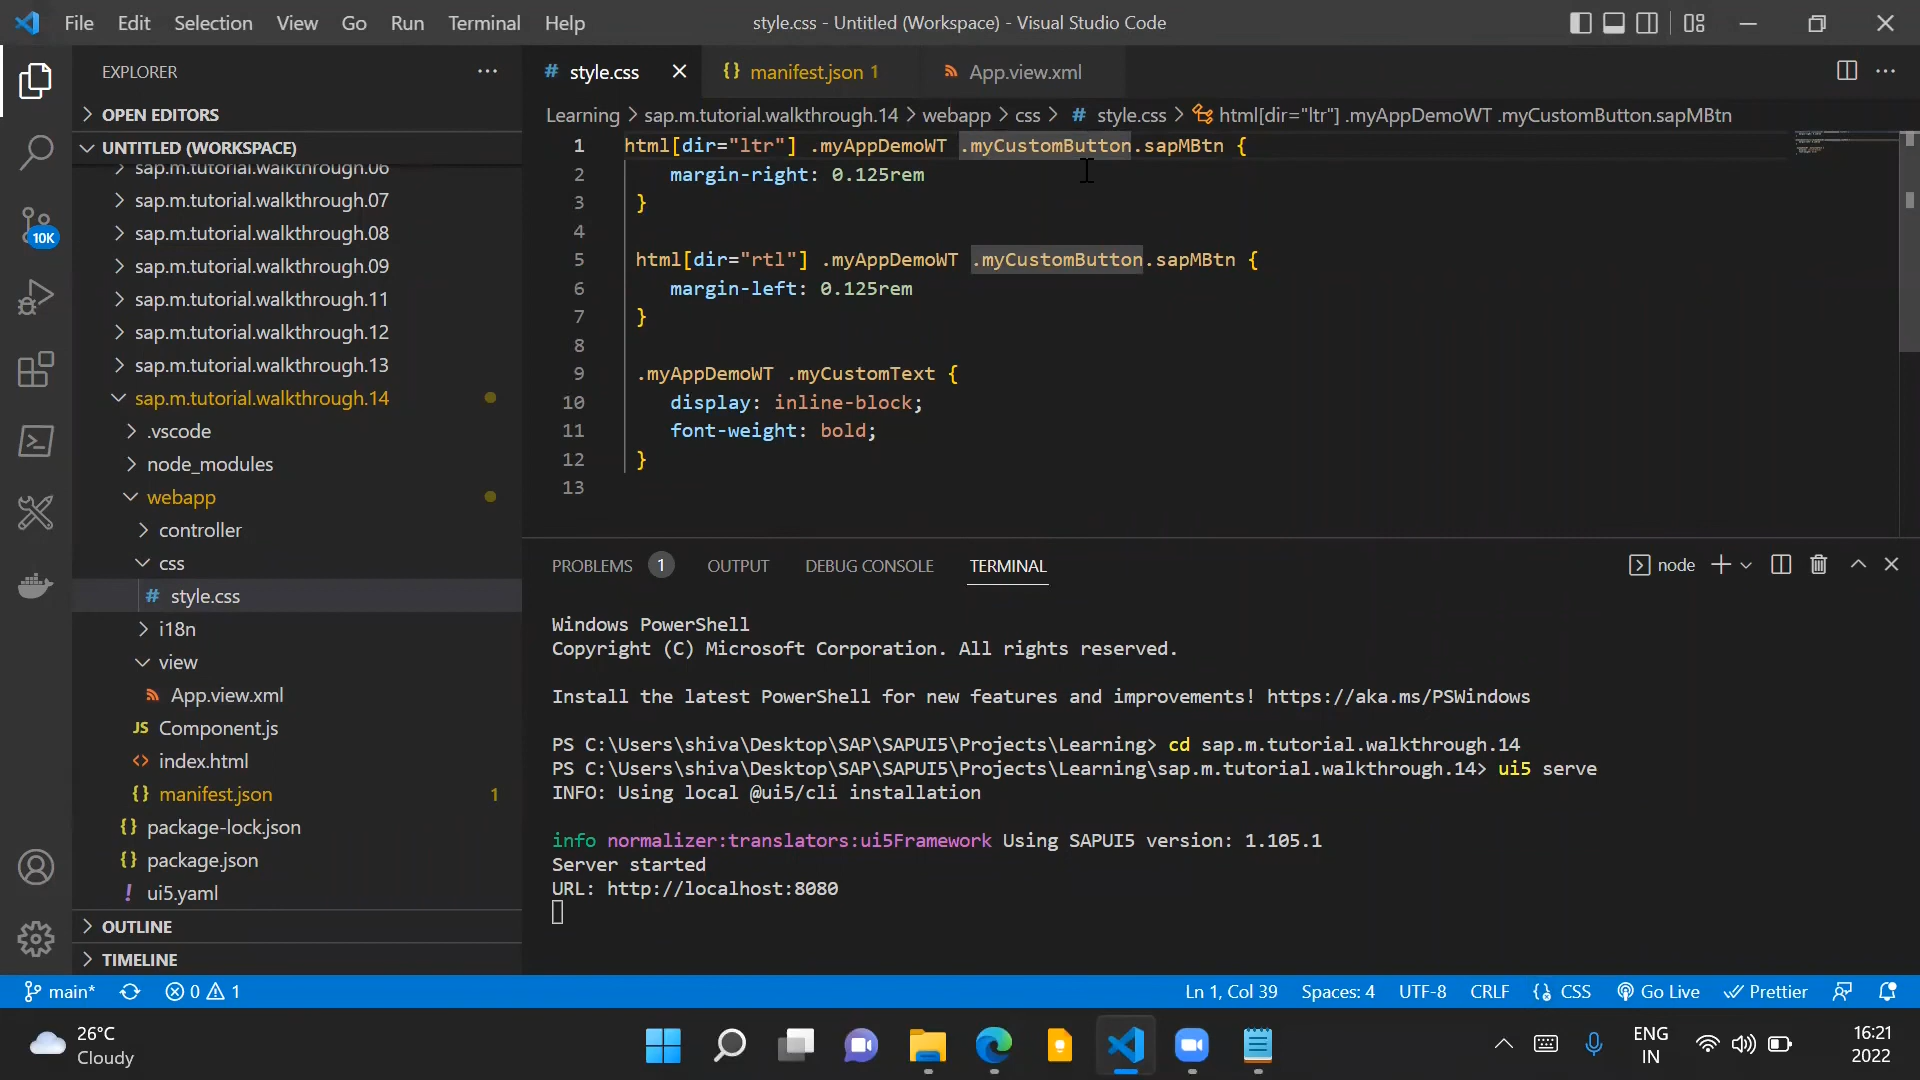 File Edit Selection View Go Run Terminal Help
style.css - Untitled (Workspace) - Visual Studio Code
EXPLORER
OPEN EDITORS
UNTITLED (WORKSPACE)
sap.m.tutorial.walkthrough.06
sap.m.tutorial.walkthrough.07
sap.m.tutorial.walkthrough.08
sap.m.tutorial.walkthrough.09
sap.m.tutorial.walkthrough.11
sap.m.tutorial.walkthrough.12
sap.m.tutorial.walkthrough.13
sap.m.tutorial.walkthrough.14
.vscode
node_modules
webapp
controller
css
# style.css
i18n
view
App.view.xml
JS Component.js
<> index.html
{} manifest.json 1
{} package-lock.json
{} package.json
! ui5.yaml
OUTLINE
TIMELINE
10K
# style.css {} manifest.json 1 App.view.xml
Learning > sap.m.tutorial.walkthrough.14 > webapp > css > # style.css > html[dir="ltr"] .myAppDemoWT .myCustomButton.sapMBtn
1 html[dir="ltr"] .myAppDemoWT .myCustomButton.sapMBtn {
2 margin-right: 0.125rem
3 }
4
5 html[dir="rtl"] .myAppDemoWT .myCustomButton.sapMBtn {
6 margin-left: 0.125rem
7 }
8
9 .myAppDemoWT .myCustomText {
10 display: inline-block;
11 font-weight: bold;
12 }
13
PROBLEMS 1 OUTPUT DEBUG CONSOLE TERMINAL
node
Windows PowerShell
Copyright (C) Microsoft Corporation. All rights reserved.
Install the latest PowerShell for new features and improvements! https://aka.ms/PSWindows
PS C:\Users\shiva\Desktop\SAP\SAPUI5\Projects\Learning> cd sap.m.tutorial.walkthrough.14
PS C:\Users\shiva\Desktop\SAP\SAPUI5\Projects\Learning\sap.m.tutorial.walkthrough.14> ui5 serve
INFO: Using local @ui5/cli installation
info normalizer:translators:ui5Framework Using SAPUI5 version: 1.105.1
Server started
URL: http://localhost:8080
main* 0 1
Ln 1, Col 39 Spaces: 4 UTF-8 CRLF {} CSS Go Live Prettier
26°C
Cloudy
ENG
IN
16:21
2022